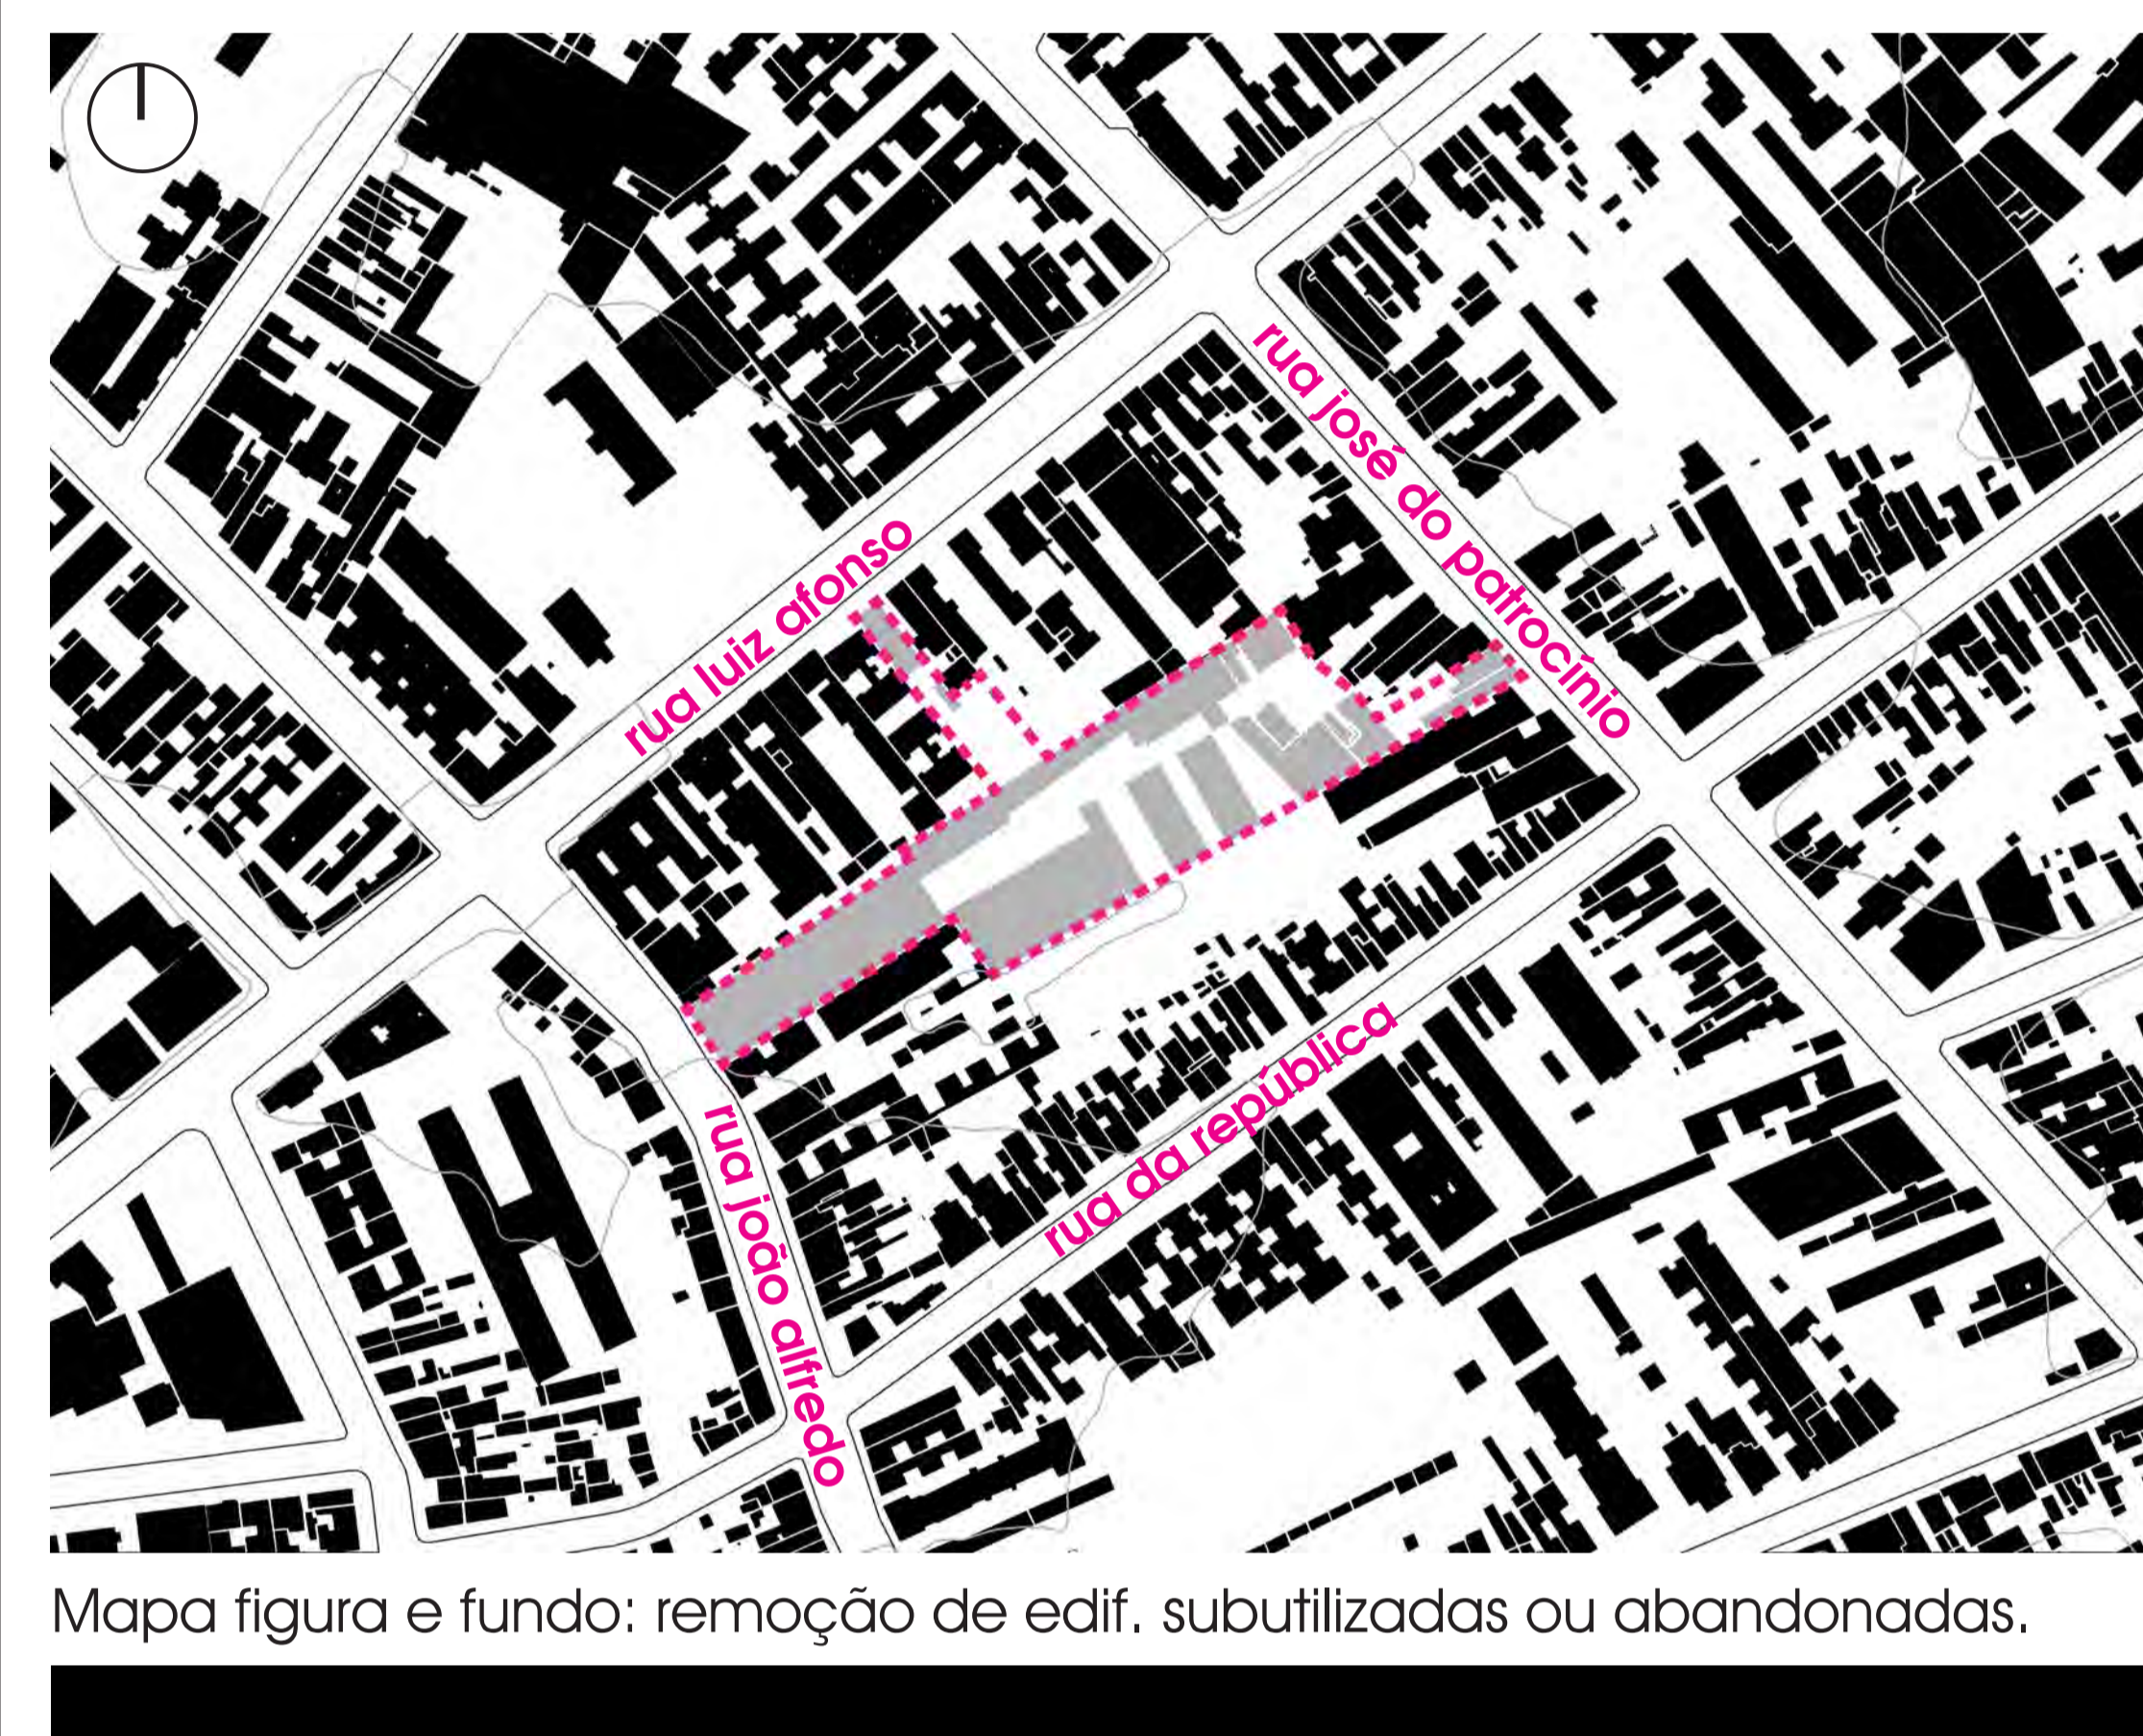 rua josé do patrocínio
rua luiz afonso
rua da república
rua joão alfredo
Mapa figura e fundo: remoção de edif. subutilizadas ou abandonadas.